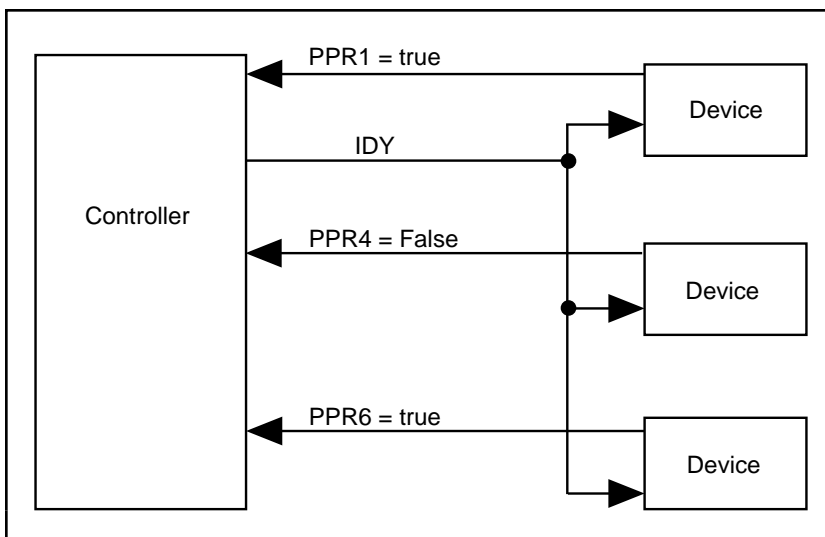 PPR1 = true
Device
IDY
Controller
PPR4 = False
Device
PPR6 = true
Device